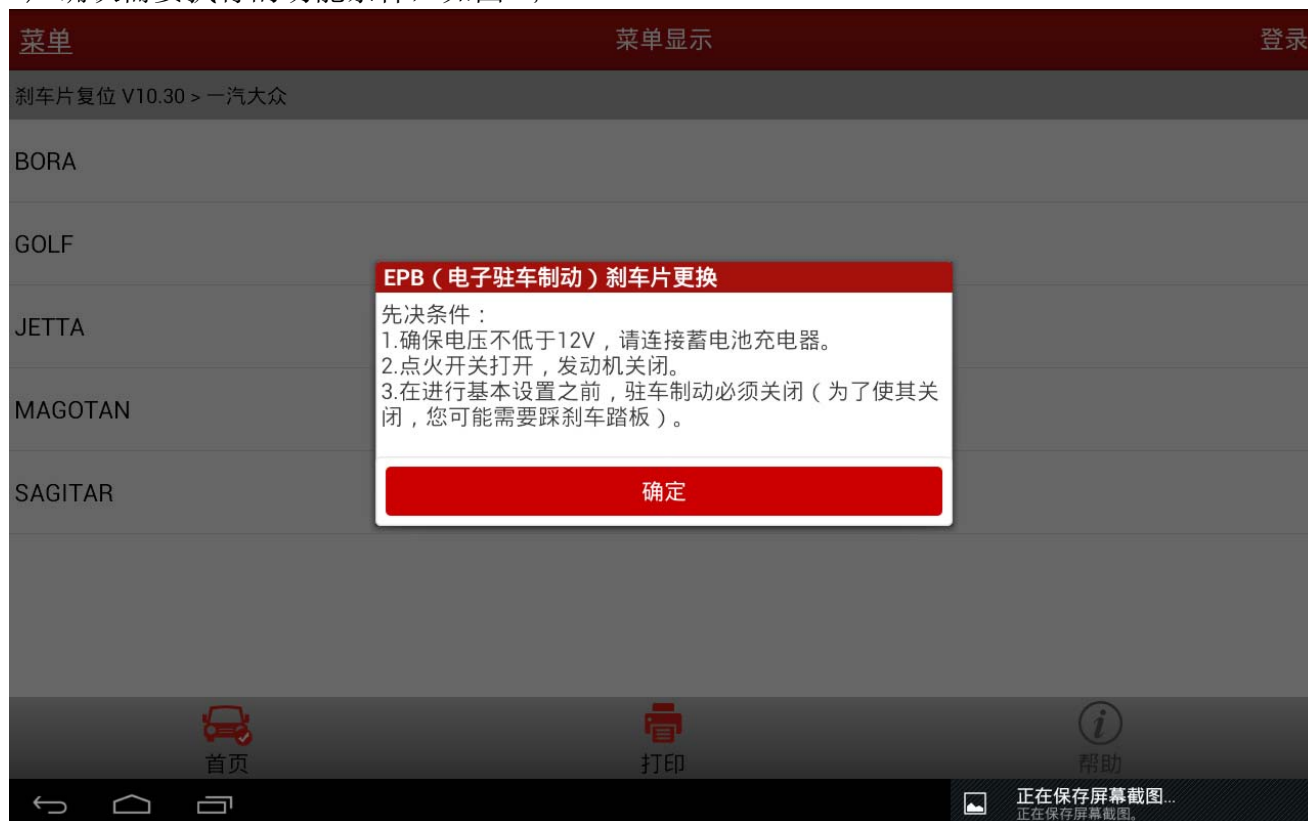 菜单
菜单显示
登录
刹车片复位 V10.30 > 一汽大众
BORA
GOLF
JETTA
MAGOTAN
SAGITAR
EPB（电子驻车制动）刹车片更换
先决条件：
1.确保电压不低于12V，请连接蓄电池充电器。
2.点火开关打开，发动机关闭。
3.在进行基本设置之前，驻车制动必须关闭（为了使其关
闭，您可能需要踩刹车踏板）。
确定
首页
打印
帮助
正在保存屏幕截图...
正在保存屏幕截图。